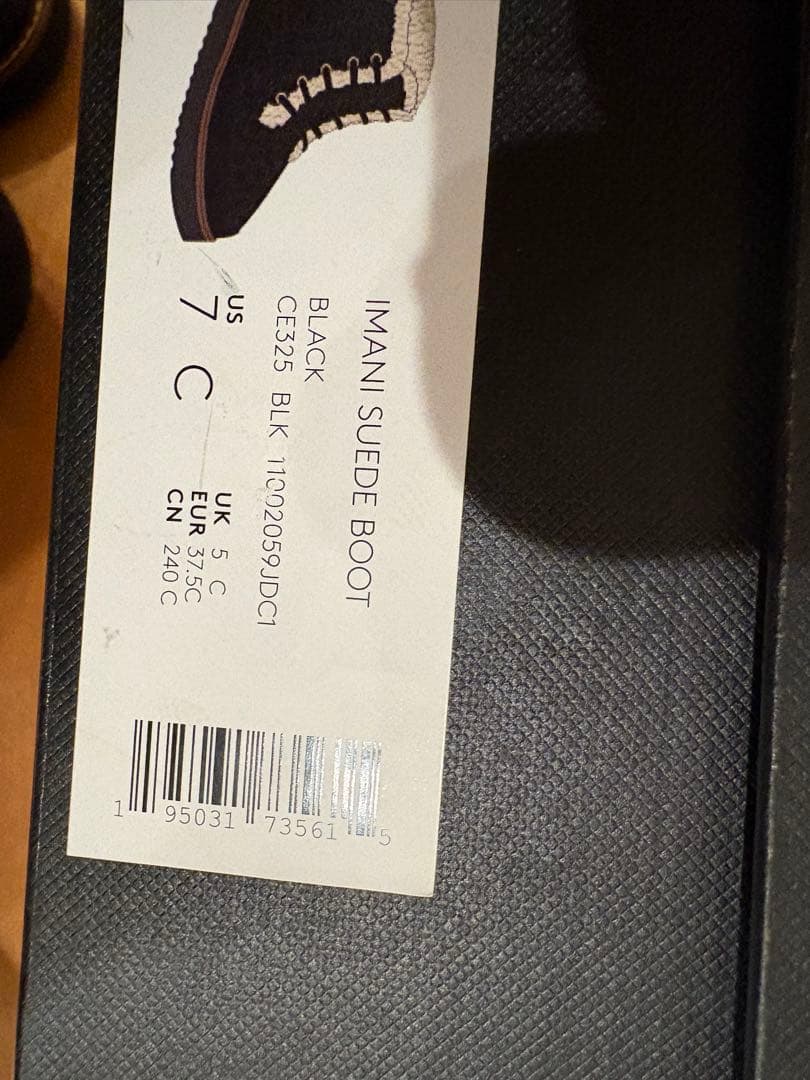 IMANI SUEDE BOOT
BLACK
CE325 BLK 11002059JDC1
US
7 C
UK 5 C
EUR 37.5C
CN 240 C
1 95031 73561 5